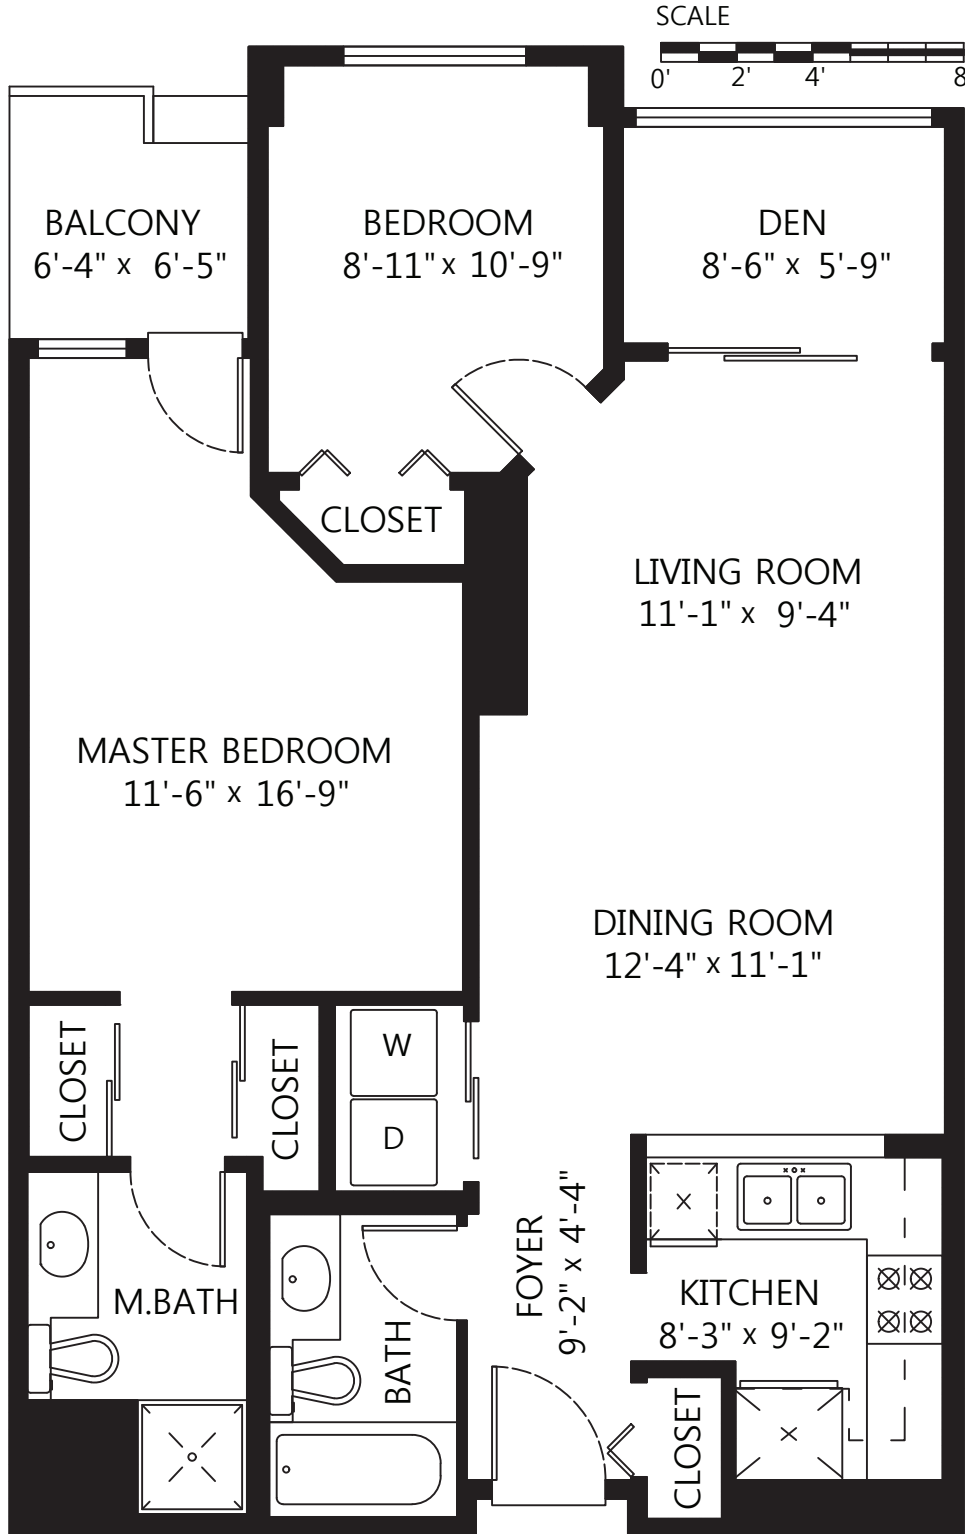 SCALE
0' 2' 4' 8
BALCONY
6'-4" x 6'-5"
BEDROOM
8'-11" x 10'-9"
DEN
8'-6" x 5'-9"
CLOSET
LIVING ROOM
11'-1" x 9'-4"
MASTER BEDROOM
11'-6" x 16'-9"
DINING ROOM
12'-4" x 11'-1"
CLOSET
CLOSET
W
D
FOYER
9'-2" x 4'-4"
M.BATH
BATH
KITCHEN
8'-3" x 9'-2"
CLOSET